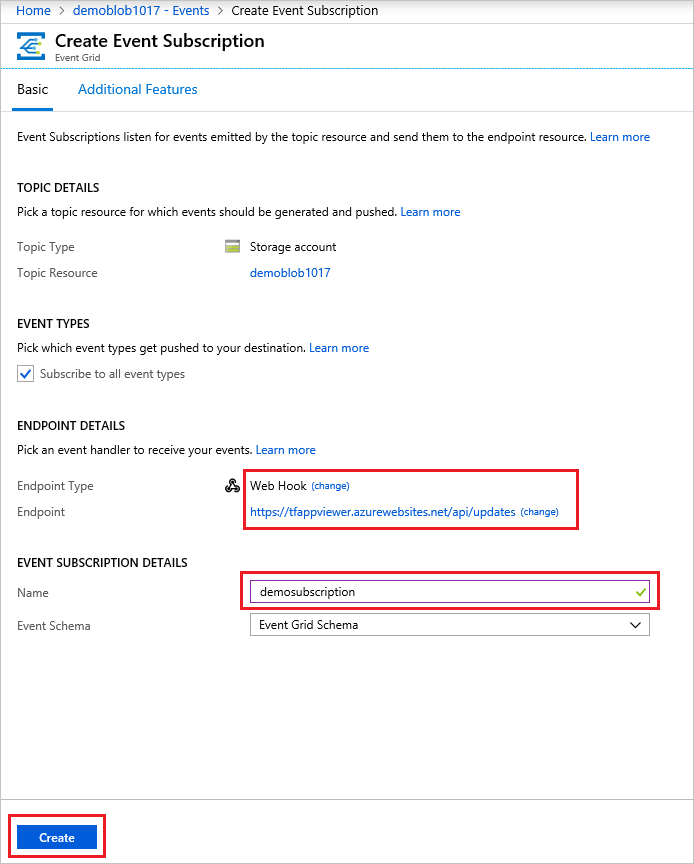 Home > demoblob1017 - Events > Create Event Subscription
Create Event Subscription
Event Grid
Basic Additional Features
Event Subscriptions listen for events emitted by the topic resource and send them to the endpoint resource. Learn more
TOPIC DETAILS
Pick a topic resource for which events should be generated and pushed. Learn more
Topic Type Storage account
Topic Resource demoblob1017
EVENT TYPES
Pick which event types get pushed to your destination. Learn more
Subscribe to all event types
ENDPOINT DETAILS
Pick an event handler to receive your events. Learn more
Endpoint Type Web Hook (change)
Endpoint https://tfappviewer.azurewebsites.net/api/updates (change)
EVENT SUBSCRIPTION DETAILS
Name demosubscription
Event Schema Event Grid Schema
Create